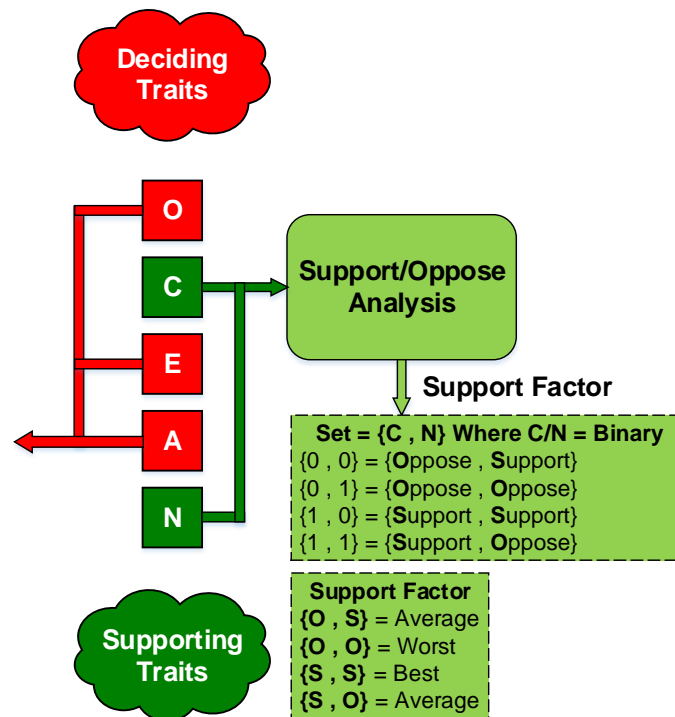 Deciding
Traits
O
C
E
A
N
Support/Oppose
Analysis
Support Factor
Set = {C , N} Where C/N = Binary
{0 , 0} = {Oppose , Support}
{0 , 1} = {Oppose , Oppose}
{1 , 0} = {Support , Support}
{1 , 1} = {Support , Oppose}
Supporting
Traits
Support Factor
{O , S} = Average
{O , O} = Worst
{S , S} = Best
{S , O} = Average